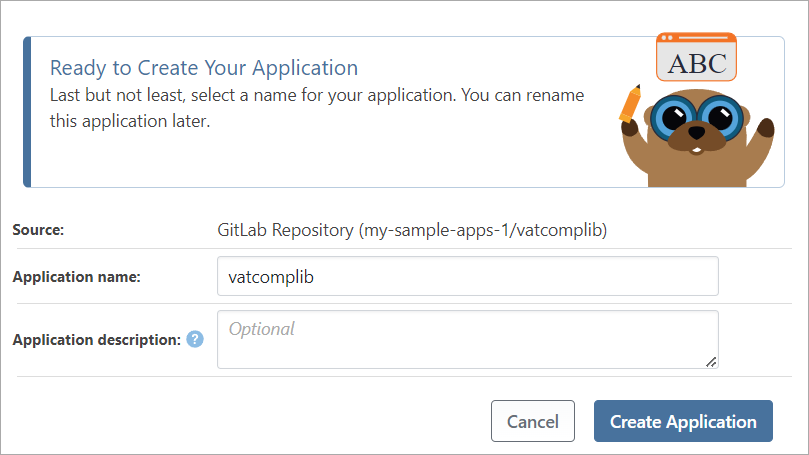 Ready to Create Your Application
Last but not least, select a name for your application. You can rename
this application later.
ABC
Source:
GitLab Repository (my-sample-apps-1/vatcomplib)
Application name:
vatcomplib
Application description: ?
Optional
Cancel
Create Application